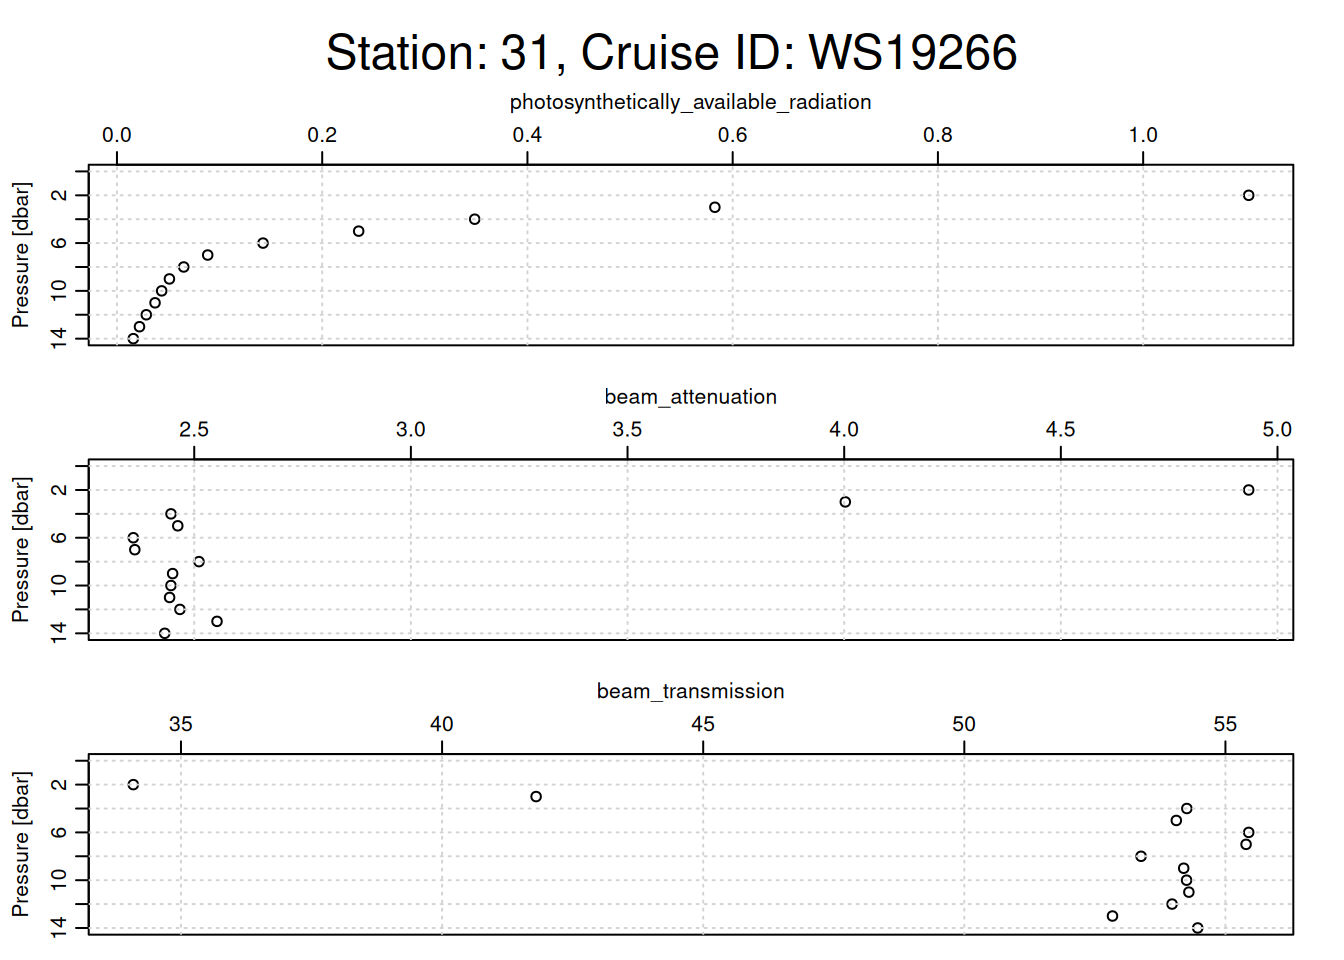 Station: 31, Cruise ID: WS19266
photosynthetically_available_radiation
0.0 0.2 0.4 0.6 0.8 1.0
Pressure [dbar]
2
6
10
14
beam_attenuation
2.5 3.0 3.5 4.0 4.5 5.0
Pressure [dbar]
2
6
10
14
beam_transmission
35 40 45 50 55
Pressure [dbar]
2
6
10
14